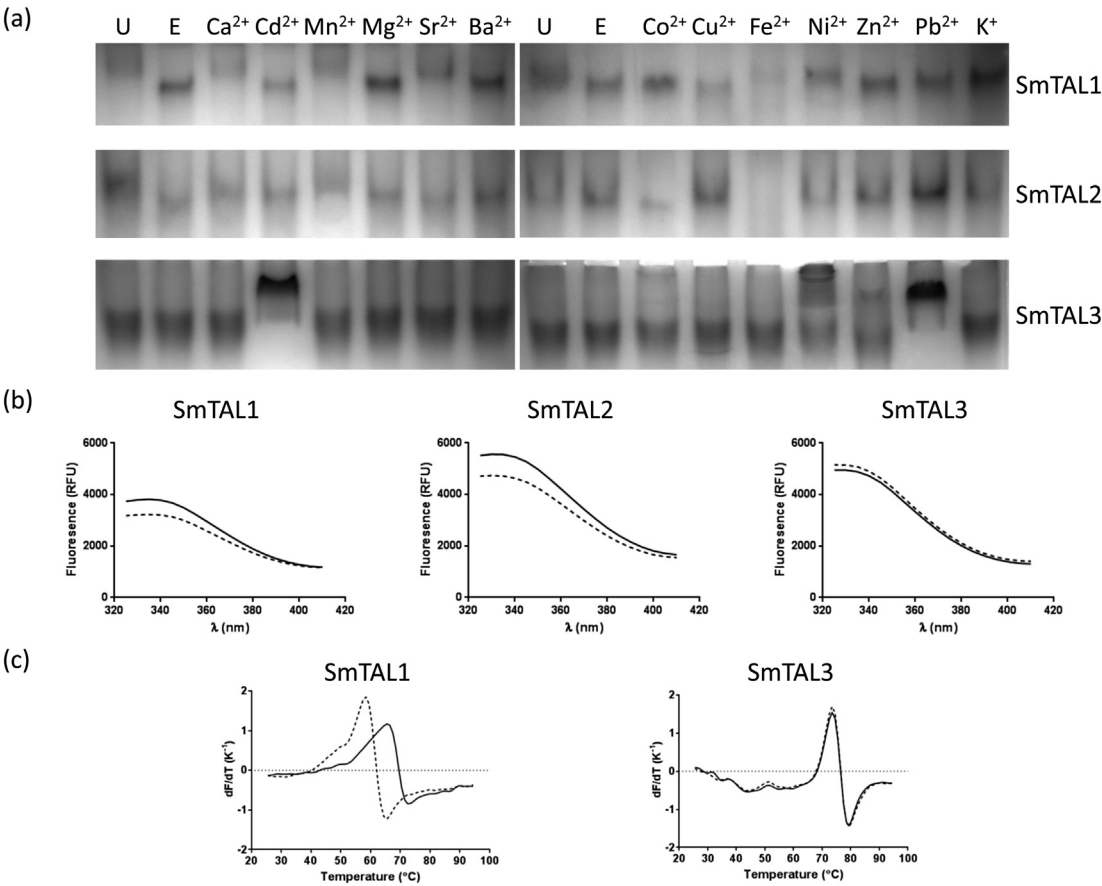 (a)
U E Ca2+ Cd2+ Mn2+ Mg2+ Sr2+ Ba2+ U E Co2+ Cu2+ Fe2+ Ni2+ Zn2+ Pb2+ K+
SmTAL1
SmTAL2
SmTAL3
(b)
SmTAL1 SmTAL2 SmTAL3
6000
4000
2000
0
Fluoresence (RFU)
320 340 360 380 400 420
λ (nm)
6000
4000
2000
0
Fluoresence (RFU)
320 340 360 380 400 420
λ (nm)
6000
4000
2000
0
Fluoresence (RFU)
320 340 360 380 400 420
λ (nm)
(c)
SmTAL1 SmTAL3
2
1
0
-1
-2
dF/dT (K-1)
20 30 40 50 60 70 80 90 100
Temperature (°C)
2
1
0
-1
-2
dF/dT (K-1)
20 30 40 50 60 70 80 90 100
Temperature (°C)